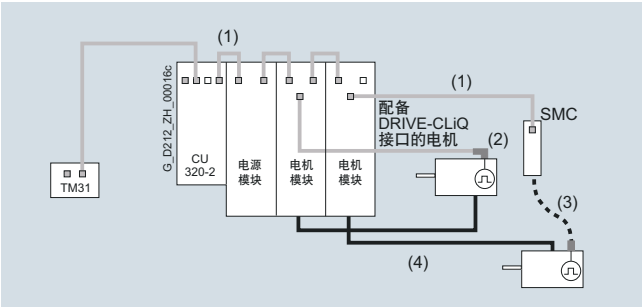 (1)
G_D212_ZH_00016c
(1)
配备
DRIVE-CLiQ
接口的电机
SMC
(2)
CU
320-2
电源
模块
电机
模块
电机
模块
TM31
(3)
(4)